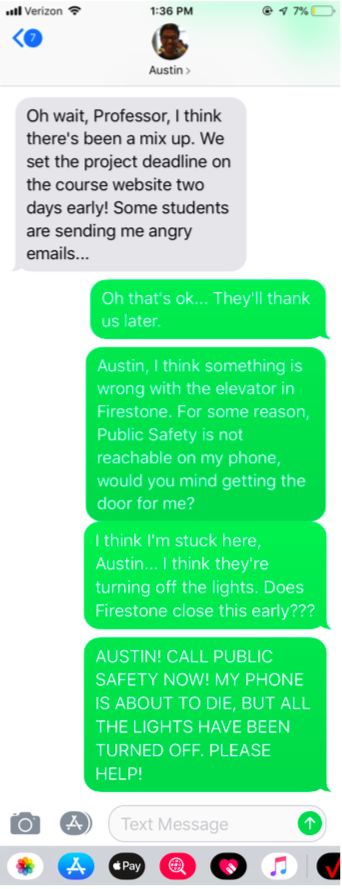 Verizon 1:36 PM 7%
7
Austin >
Oh wait, Professor, I think
there's been a mix up. We
set the project deadline on
the course website two
days early! Some students
are sending me angry
emails...
Oh that's ok... They'll thank
us later.
Austin, I think something is
wrong with the elevator in
Firestone. For some reason,
Public Safety is not
reachable on my phone,
would you mind getting the
door for me?
I think I'm stuck here,
Austin... I think they're
turning off the lights. Does
Firestone close this early???
AUSTIN! CALL PUBLIC
SAFETY NOW! MY PHONE
IS ABOUT TO DIE, BUT ALL
THE LIGHTS HAVE BEEN
TURNED OFF. PLEASE
HELP!
Text Message
Pay